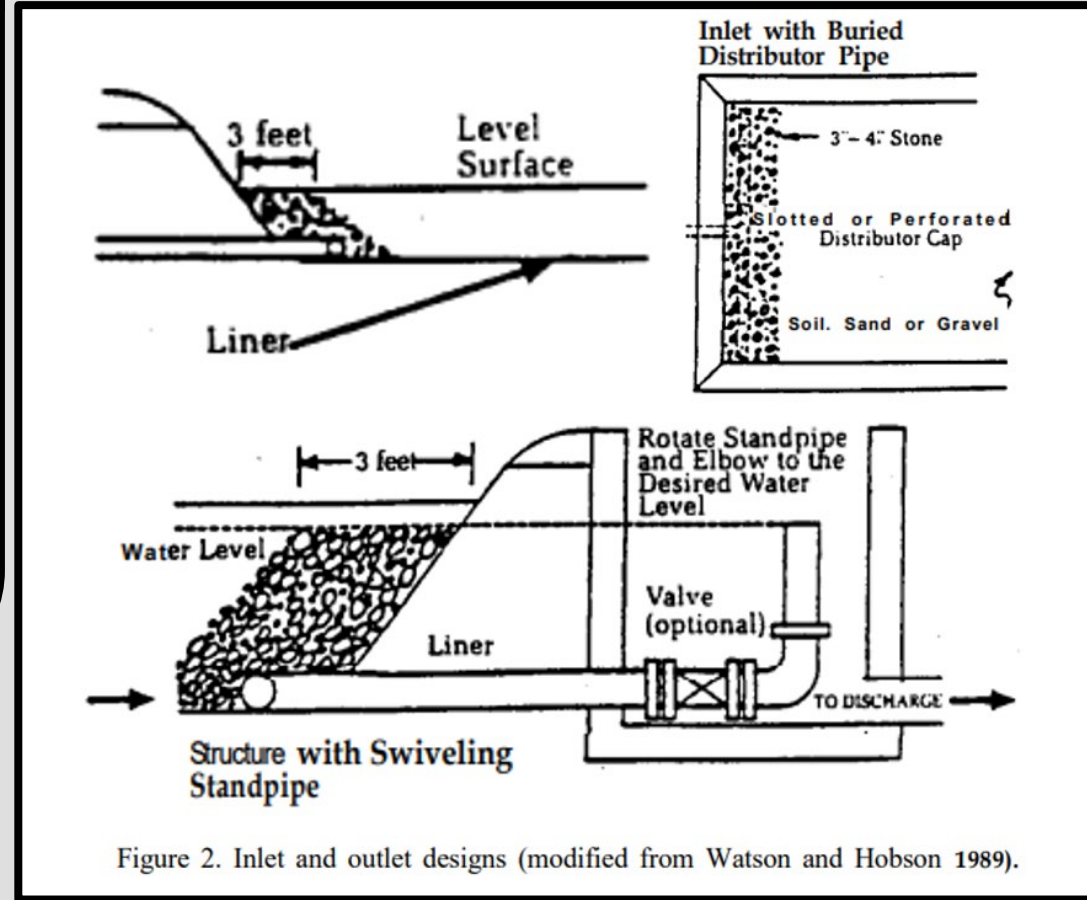 Inlet with Buried
Distributor Pipe
3 feet
Level
Surface
3"- 4" Stone
Slotted or Perforated
Distributor Cap
Soil. Sand or Gravel
Liner
3 feet
Rotate Standpipe
and Elbow to the
Desired Water
Level
Water Level
Valve
(optional)
Liner
TO DISCHARGE
Structure with Swiveling
Standpipe
Figure 2. Inlet and outlet designs (modified from Watson and Hobson 1989).